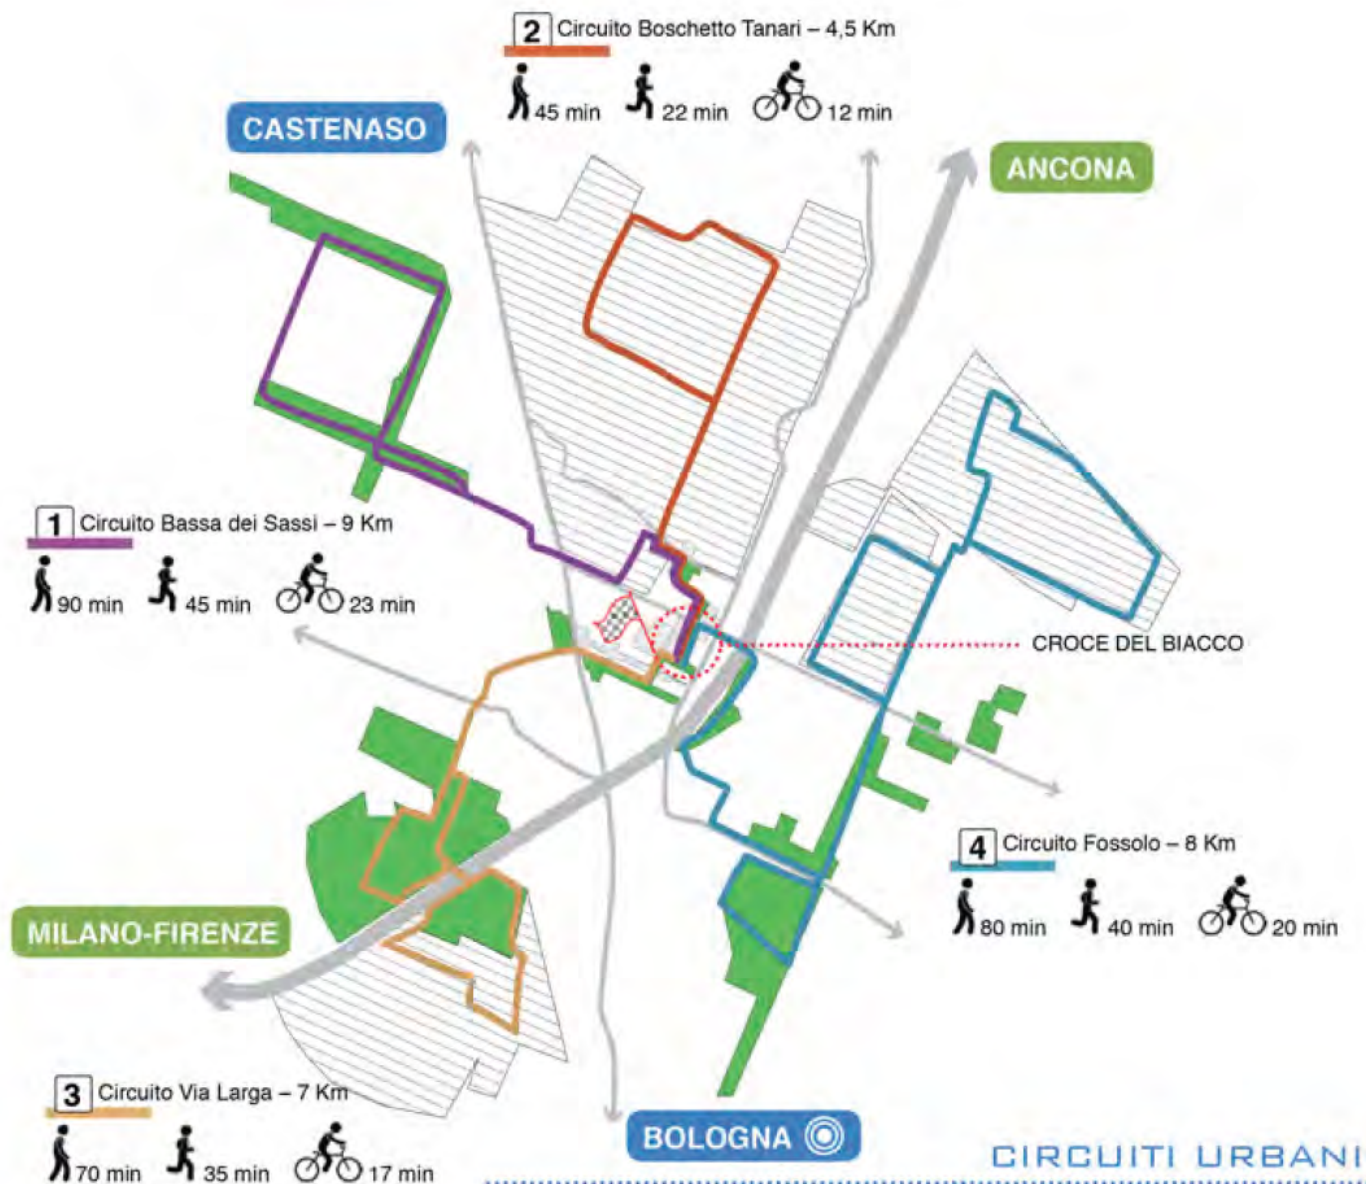 2 Circuito Boschetto Tanari – 4,5 Km
45 min 22 min 12 min
CASTENASO
ANCONA
1 Circuito Bassa dei Sassi – 9 Km
90 min 45 min 23 min
CROCE DEL BIACCO
4 Circuito Fossolo – 8 Km
80 min 40 min 20 min
MILANO-FIRENZE
3 Circuito Via Larga – 7 Km
70 min 35 min 17 min
BOLOGNA
CIRCUITI URBANI